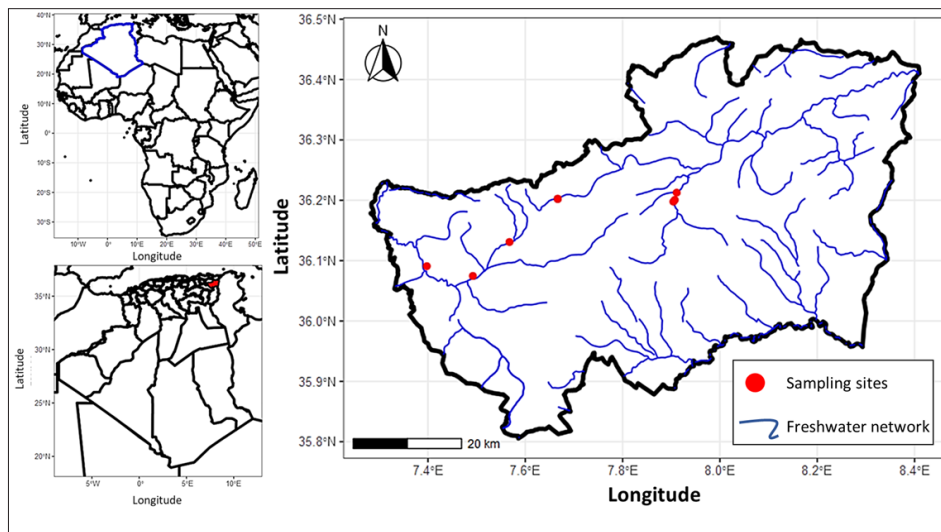 40°N
30°N
20°N
10°N
0°
10°S
20°S
30°S
Latitude
10°W 0° 10°E 20°E 30°E 40°E 50°E
Longitude
35°N
30°N
25°N
20°N
Latitude
5°W 0° 5°E 10°E
Longitude
36.5°N
36.4°N
36.3°N
36.2°N
36.1°N
36.0°N
35.9°N
35.8°N
Latitude
N
20 km
Sampling sites
Freshwater network
7.4°E 7.6°E 7.8°E 8.0°E 8.2°E 8.4°E
Longitude